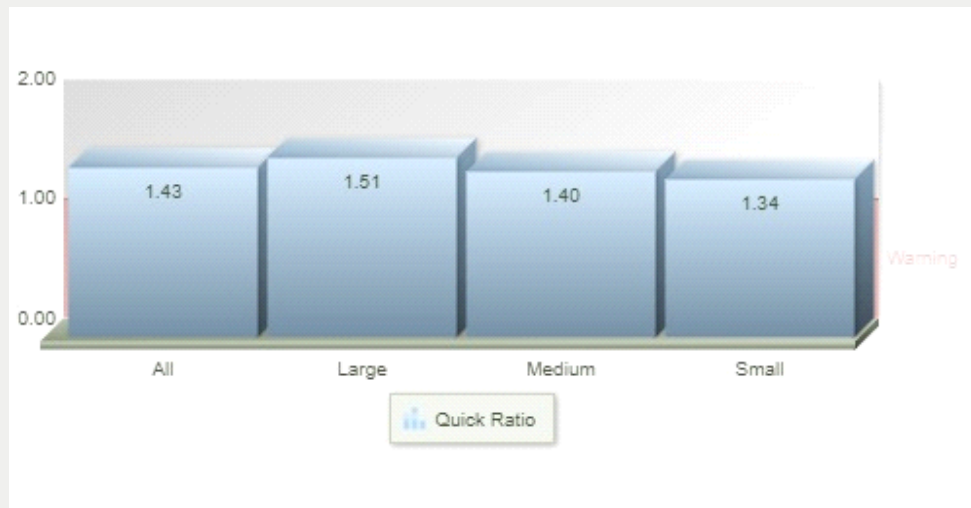 2.00
1.43
1.51
1.40
1.34
1.00
Warning
0.00
All
Large
Medium
Small
Quick Ratio